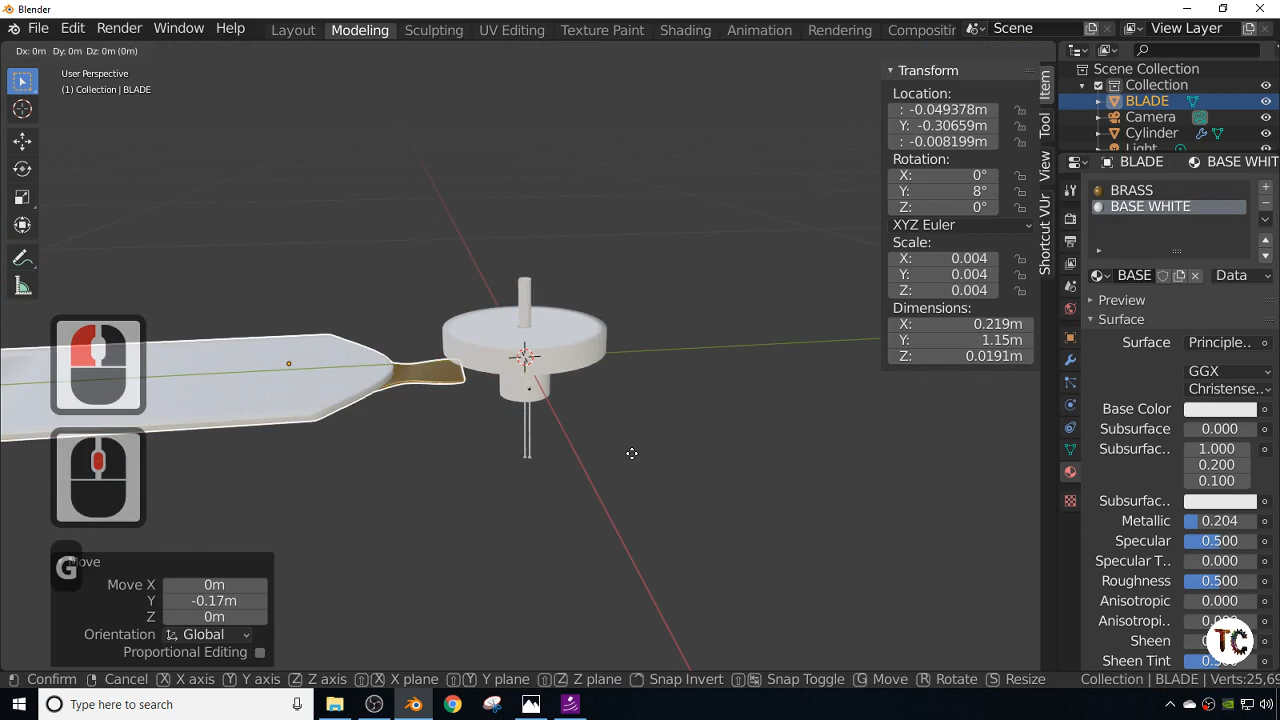 Blender
File Edit Render Window Help Layout Modeling Sculpting UV Editing Texture Paint Shading Animation Rendering Compositin Scene View Layer
Dx: 0m Dy: 0m Dz: 0m (0m)
User Perspective
(1) Collection | BLADE
Transform
Location:
: -0.049378m
Y: -0.30659m
: -0.008199m
Rotation:
X: 0°
Y: 8°
Z: 0°
XYZ Euler
Scale:
X: 0.004
Y: 0.004
Z: 0.004
Dimensions:
X: 0.219m
Y: 1.15m
Z: 0.0191m
Item
Tool
View
Shortcut VUr
Scene Collection
Collection
BLADE
Camera
Cylinder
Light
BLADE BASE WHIT
BRASS
BASE WHITE
BASE Data
Preview
Surface
Surface Principle..
GGX
Christense..
Base Color
Subsurface 0.000
Subsurfac.. 1.000
0.200
0.100
Subsurfac..
Metallic 0.204
Specular 0.500
Specular T.. 0.000
Roughness 0.500
Anisotropic 0.000
Anisotropi..
Sheen
Sheen Tint
TC
G
Move
Move X 0m
Y -0.17m
Z 0m
Orientation Global
Proportional Editing
Confirm Cancel X X axis Y Y axis Z Z axis X X plane Y Y plane Z Z plane Snap Invert Snap Toggle G Move R Rotate S Resize Collection | BLADE | Verts:25,69
Type here to search